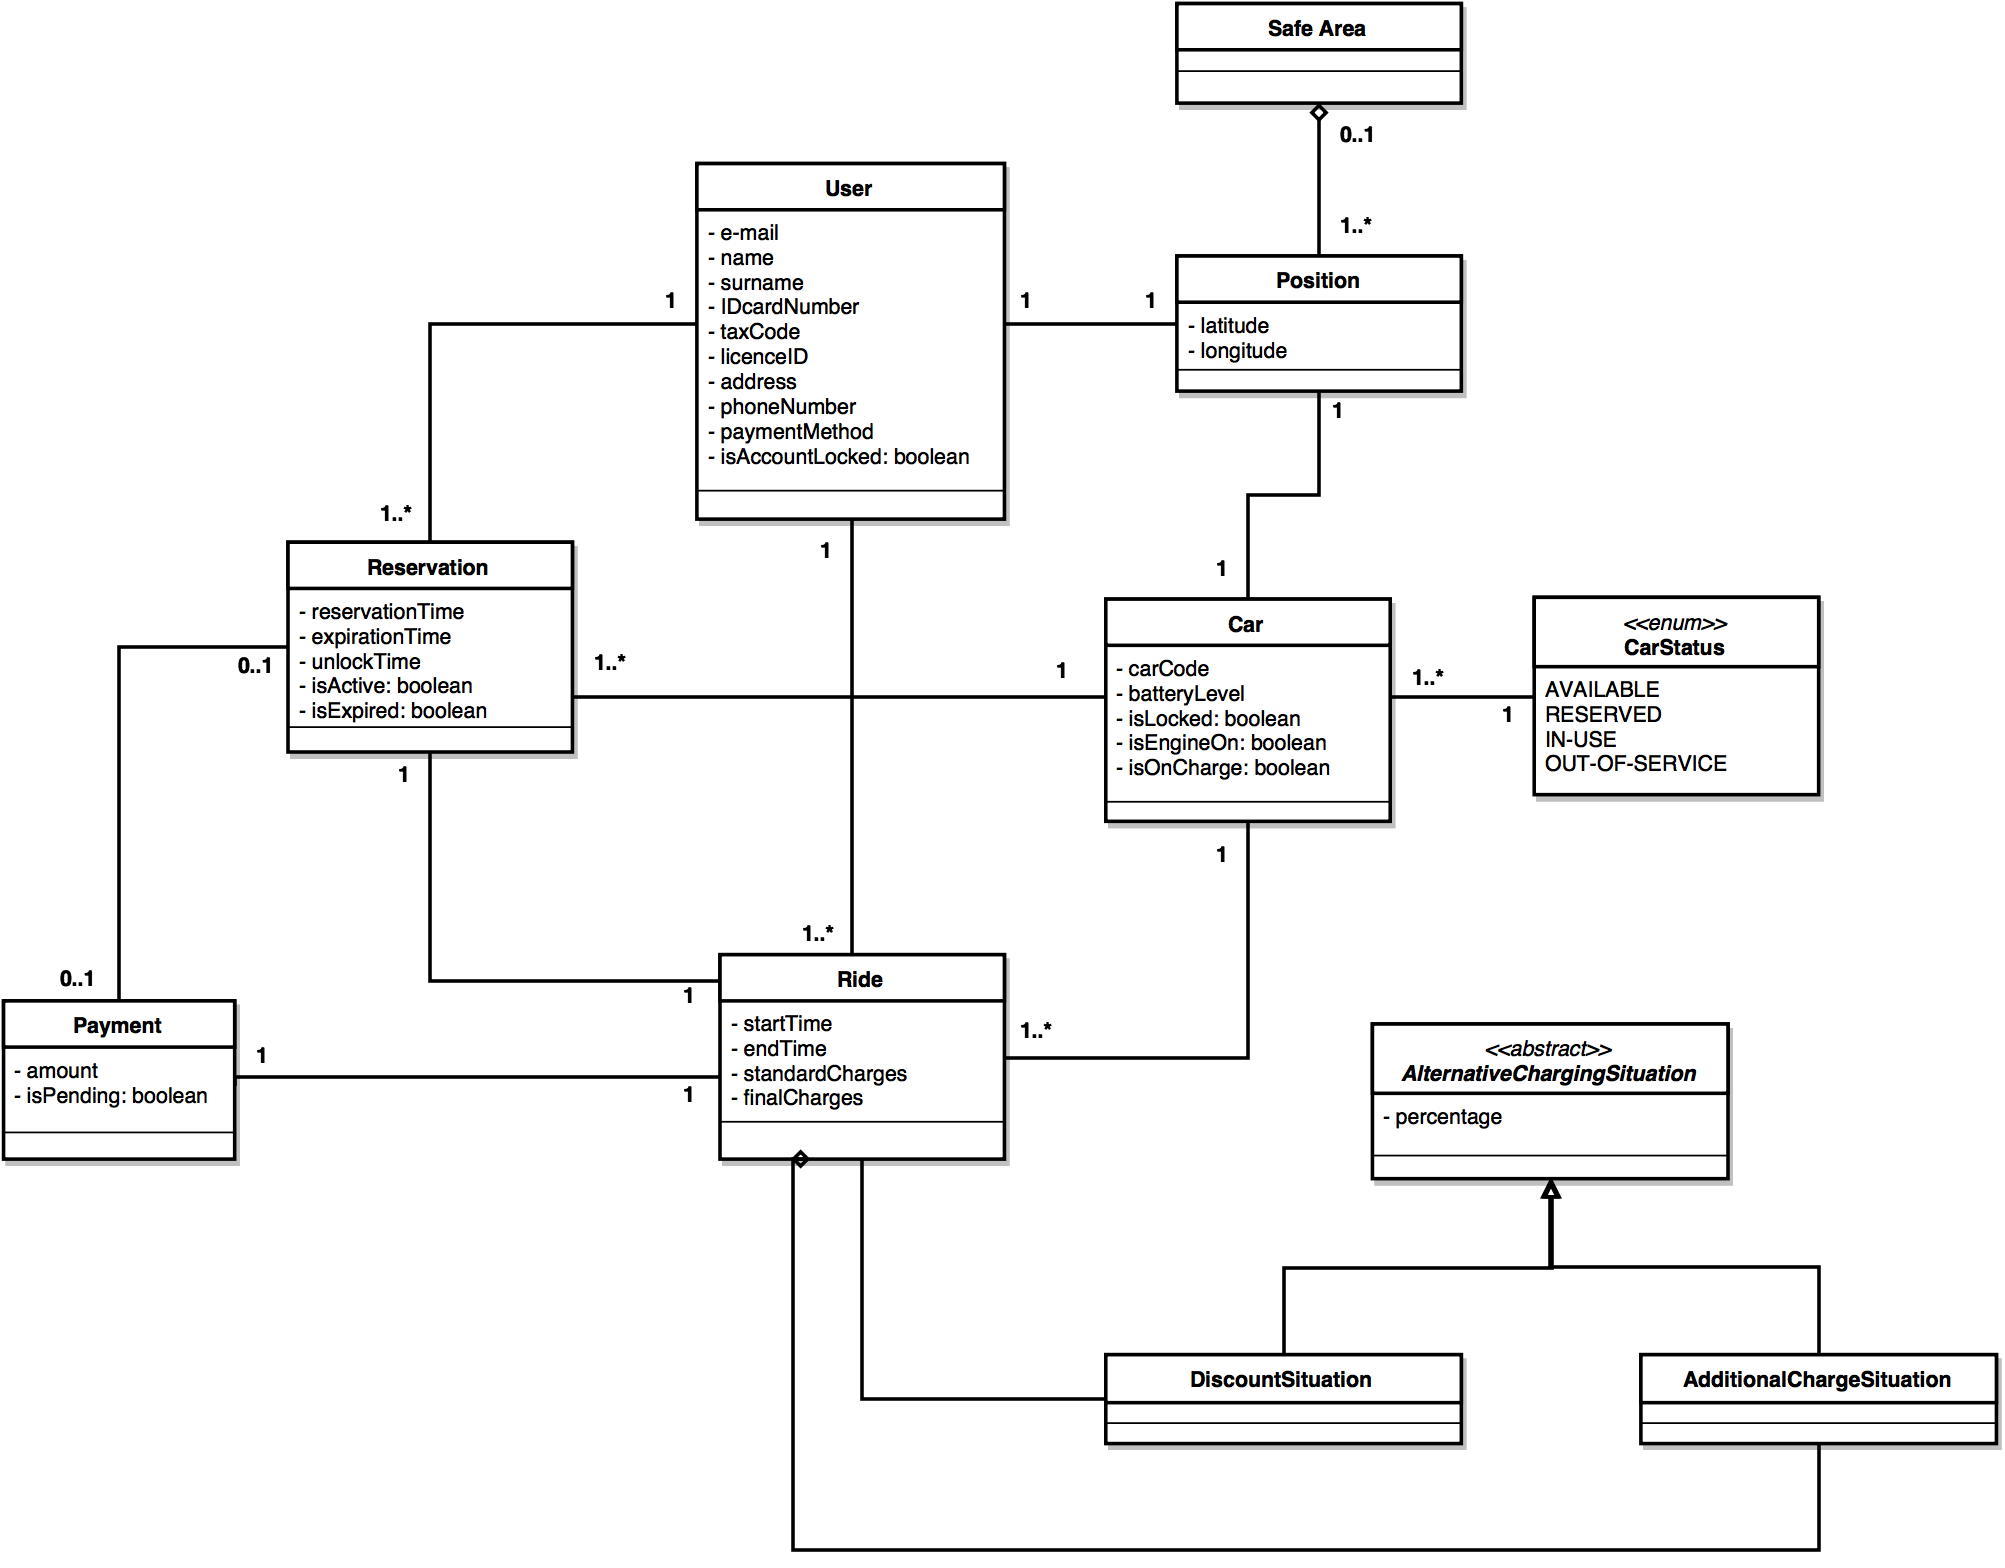 Safe Area
0..1
1..*
User
- e-mail
- name
- surname
- IDcardNumber
- taxCode
- licenceID
- address
- phoneNumber
- paymentMethod
- isAccountLocked: boolean
1
1
1
Position
- latitude
- longitude
1
1..*
1
1
Reservation
- reservationTime
- expirationTime
- unlockTime
- isActive: boolean
- isExpired: boolean
0..1
1..*
1
1
Car
- carCode
- batteryLevel
- isLocked: boolean
- isEngineOn: boolean
- isOnCharge: boolean
1..*
1
<<enum>>
CarStatus
AVAILABLE
RESERVED
IN-USE
OUT-OF-SERVICE
1
1..*
0..1
1
Payment
- amount
- isPending: boolean
1
1
Ride
- startTime
- endTime
- standardCharges
- finalCharges
1..*
<<abstract>>
AlternativeChargingSituation
- percentage
DiscountSituation
AdditionalChargeSituation